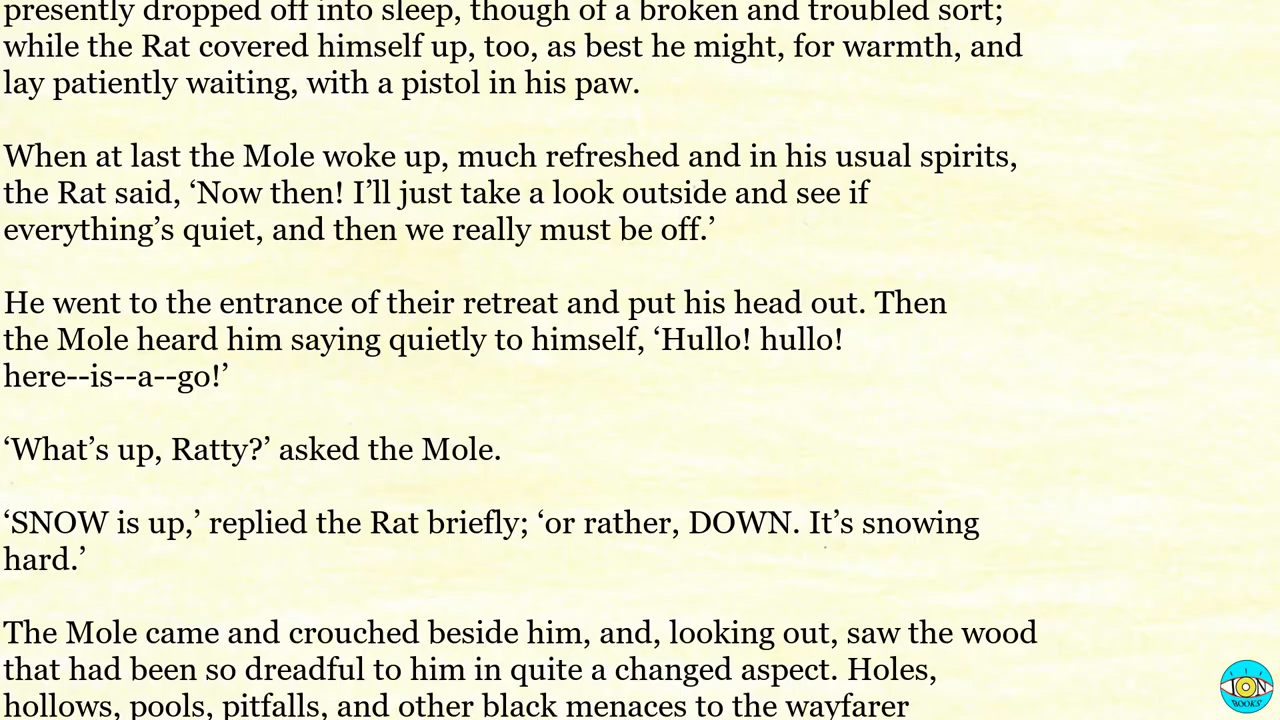 presently dropped off into sleep, though of a broken and troubled sort;
while the Rat covered himself up, too, as best he might, for warmth, and
lay patiently waiting, with a pistol in his paw.
When at last the Mole woke up, much refreshed and in his usual spirits,
the Rat said, ‘Now then! I’ll just take a look outside and see if
everything’s quiet, and then we really must be off.’
He went to the entrance of their retreat and put his head out. Then
the Mole heard him saying quietly to himself, ‘Hullo! hullo!
here--is--a--go!’
‘What’s up, Ratty?’ asked the Mole.
‘SNOW is up,’ replied the Rat briefly; ‘or rather, DOWN. It’s snowing
hard.’
The Mole came and crouched beside him, and, looking out, saw the wood
that had been so dreadful to him in quite a changed aspect. Holes,
hollows, pools, pitfalls, and other black menaces to the wayfarer
ION
BOOKS